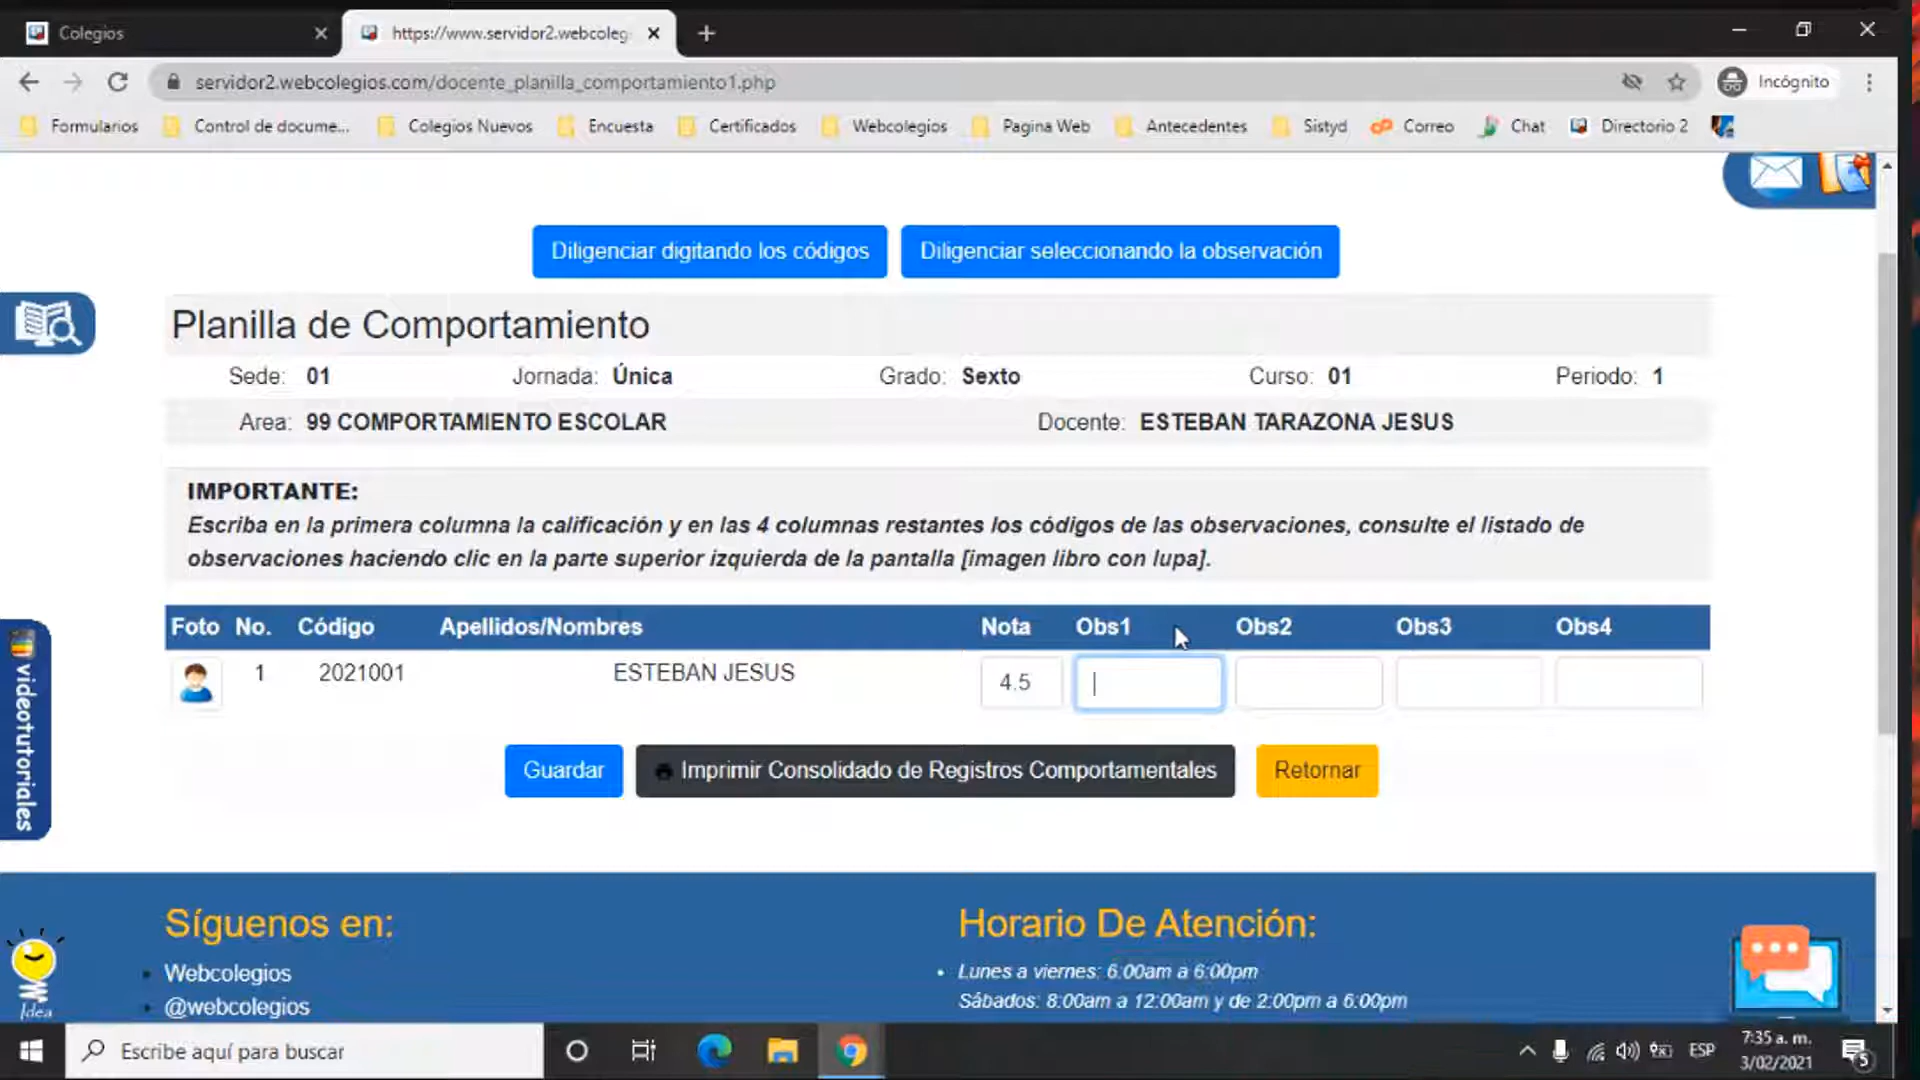 Colegios
https://www.servidor2.webcoleg
servidor2.webcolegios.com/docente_planilla_comportamiento1.php
Incógnito
Formularios
Control de docume...
Colegios Nuevos
Encuesta
Certificados
Webcolegios
Pagina Web
Antecedentes
Sistyd
Correo
Chat
Directorio 2
Diligenciar digitando los códigos
Diligenciar seleccionando la observación
Planilla de Comportamiento
Sede: 01 Jornada: Única Grado: Sexto Curso: 01 Periodo: 1
Area: 99 COMPORTAMIENTO ESCOLAR Docente: ESTEBAN TARAZONA JESUS
IMPORTANTE:
Escriba en la primera columna la calificación y en las 4 columnas restantes los códigos de las observaciones, consulte el listado de
observaciones haciendo clic en la parte superior izquierda de la pantalla [imagen libro con lupa].
Foto No. Código Apellidos/Nombres Nota Obs1 Obs2 Obs3 Obs4
1 2021001 ESTEBAN JESUS 4.5
Guardar
Imprimir Consolidado de Registros Comportamentales
Retornar
videotutoriales
Síguenos en:
Webcolegios
@webcolegios
Horario De Atención:
Lunes a viernes: 6:00am a 6:00pm
Sábados: 8:00am a 12:00am y de 2:00pm a 6:00pm
Idea
Escribe aquí para buscar
ESP
7:35 a. m.
3/02/2021
5